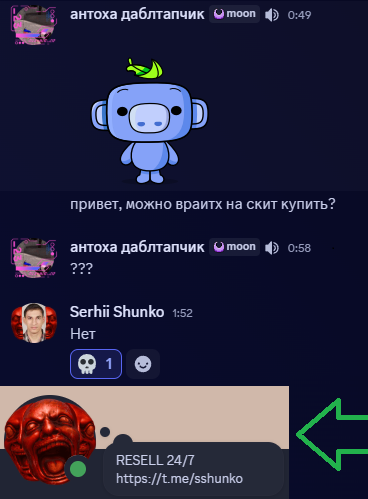 антоха даблтапчик moon 0:49
привет, можно враитх на скит купить?
антоха даблтапчик moon 0:58
???
Serhii Shunko 1:52
Нет
1
RESELL 24/7
https://t.me/sshunko